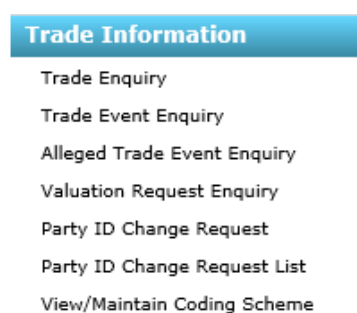 Trade Information
Trade Enquiry
Trade Event Enquiry
Alleged Trade Event Enquiry
Valuation Request Enquiry
Party ID Change Request
Party ID Change Request List
View/Maintain Coding Scheme